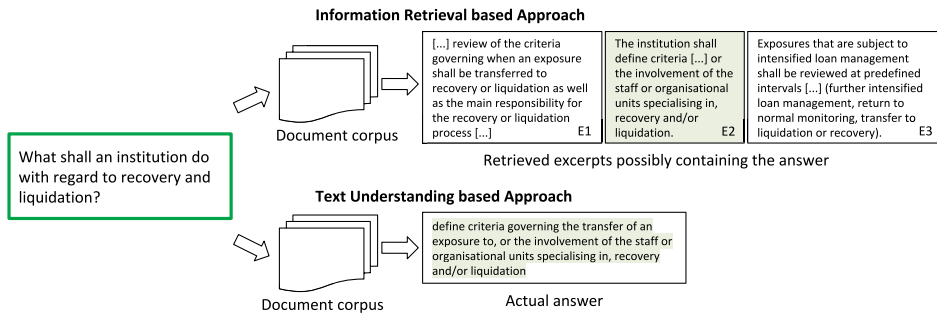 Information Retrieval based Approach
[...] review of the criteria
governing when an exposure
shall be transferred to
recovery or liquidation as well
as the main responsibility for
the recovery or liquidation
process [...]
E1
The institution shall
define criteria [...] or
the involvement of the
staff or organisational
units specialising in,
recovery and/or
liquidation.
E2
Exposures that are subject to
intensified loan management
shall be reviewed at predefined
intervals [...] (further intensified
loan management, return to
normal monitoring, transfer to
liquidation or recovery).
E3
Document corpus
Retrieved excerpts possibly containing the answer
What shall an institution do
with regard to recovery and
liquidation?
Text Understanding based Approach
define criteria governing the transfer of an
exposure to, or the involvement of the staff or
organisational units specialising in, recovery
and/or liquidation
Document corpus
Actual answer